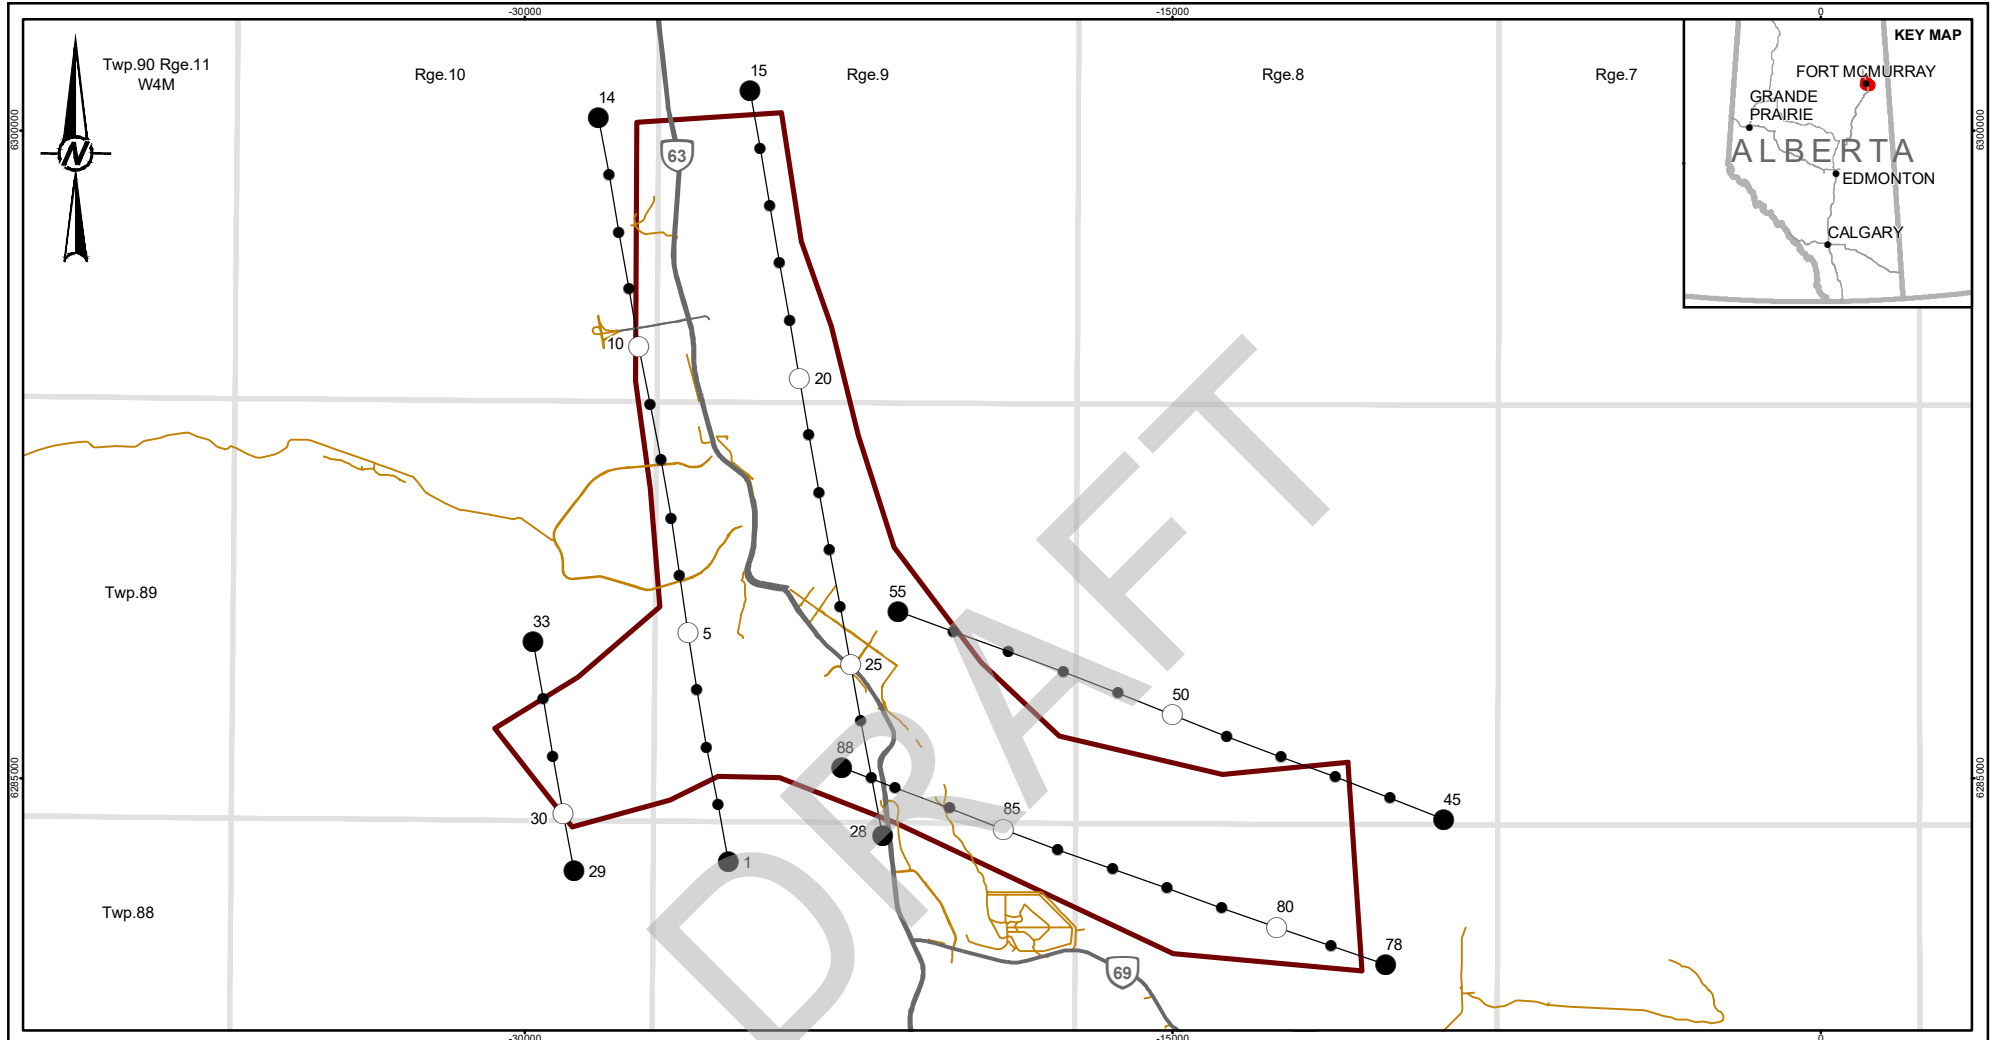 -30000
-15000
0
Twp.90 Rge.11
W4M
Rge.10
Rge.9
Rge.8
Rge.7
KEY MAP
FORT MCMURRAY
GRANDE
PRAIRIE
ALBERTA
EDMONTON
CALGARY
N
6300000
6300000
14
15
63
10
20
Twp.89
33
5
25
55
50
88
85
45
6285000
6285000
30
28
1
29
80
78
Twp.88
69
DRAFT
-30000
-15000
0